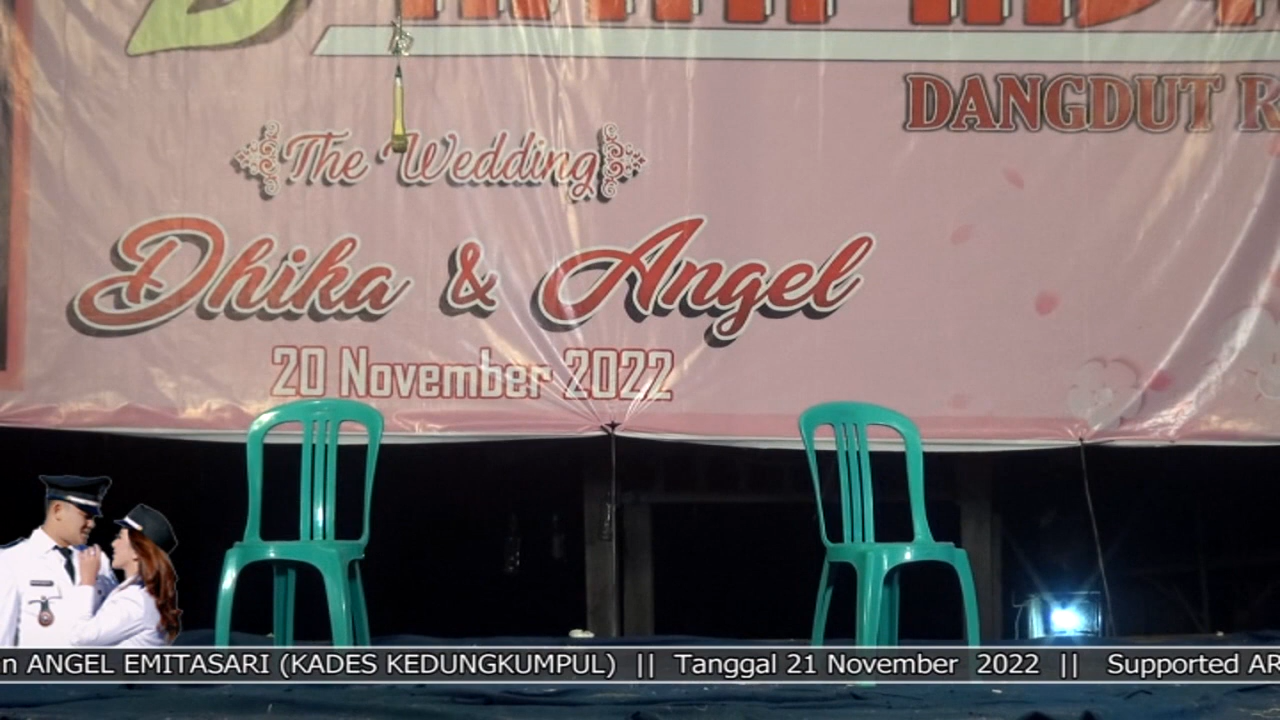 DANGDUT
The Wedding
Dhika & Angel
20 November 2022
ANGEL EMITASARI (KADES KEDUNGKUMPUL) || Tanggal 21 November 2022 || Supported